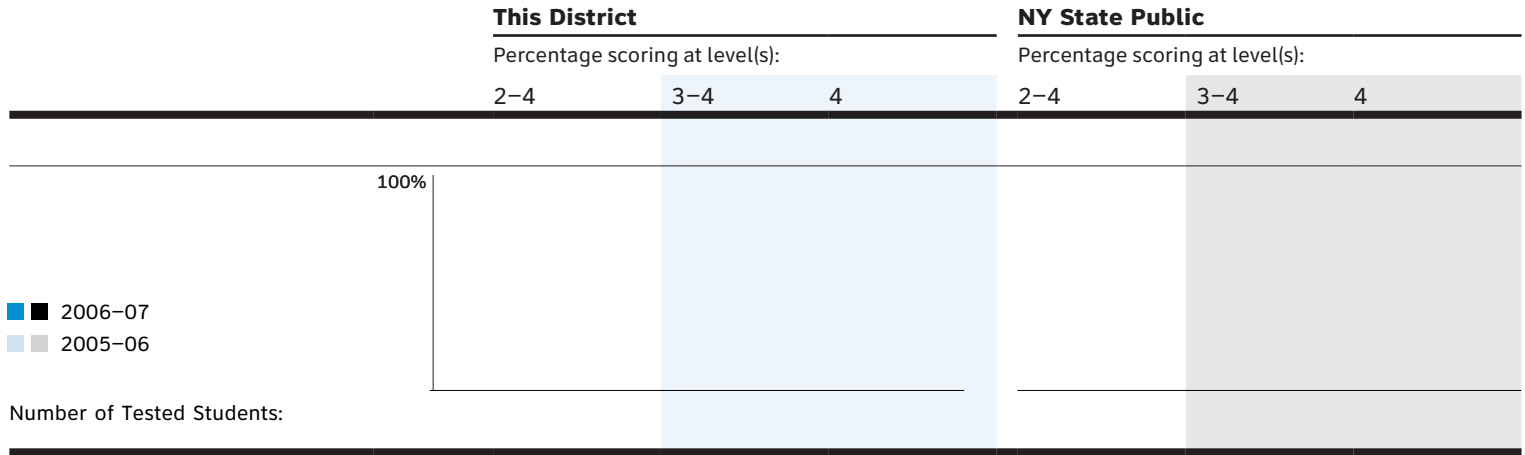 This District NY State Public
Percentage scoring at level(s): Percentage scoring at level(s):
2–4 3–4 4 2–4 3–4 4
100%
2006–07
2005–06
Number of Tested Students: